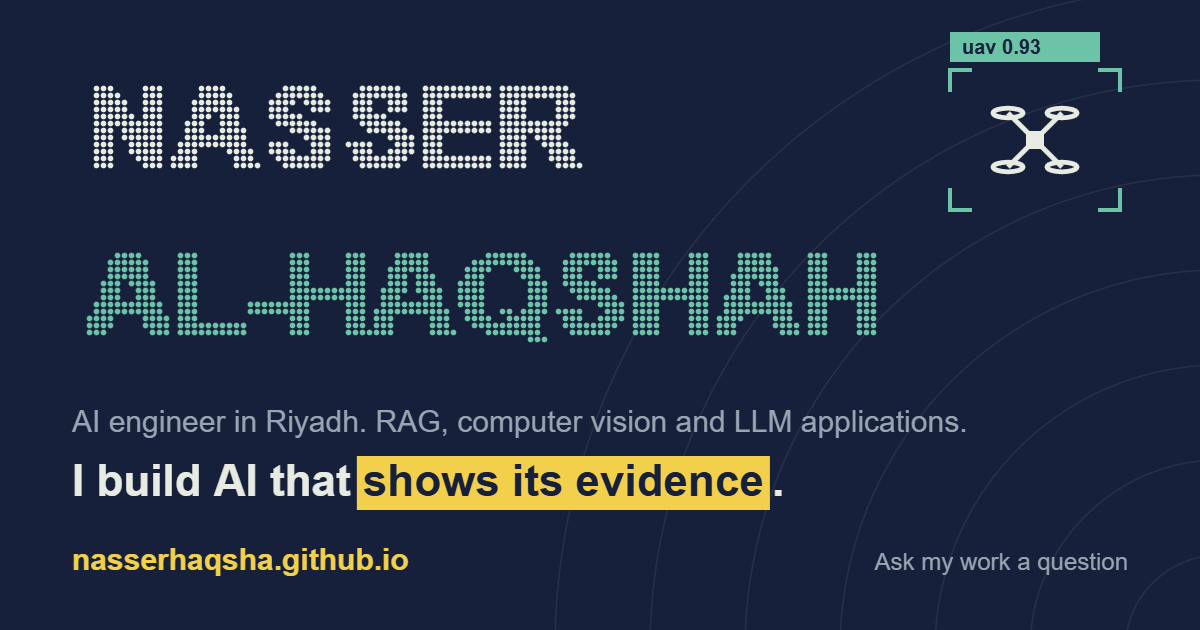 uav 0.93
NASSER
AL-HAQSHAH
AI engineer in Riyadh. RAG, computer vision and LLM applications.
I build AI that shows its evidence.
nasserhaqsha.github.io
Ask my work a question